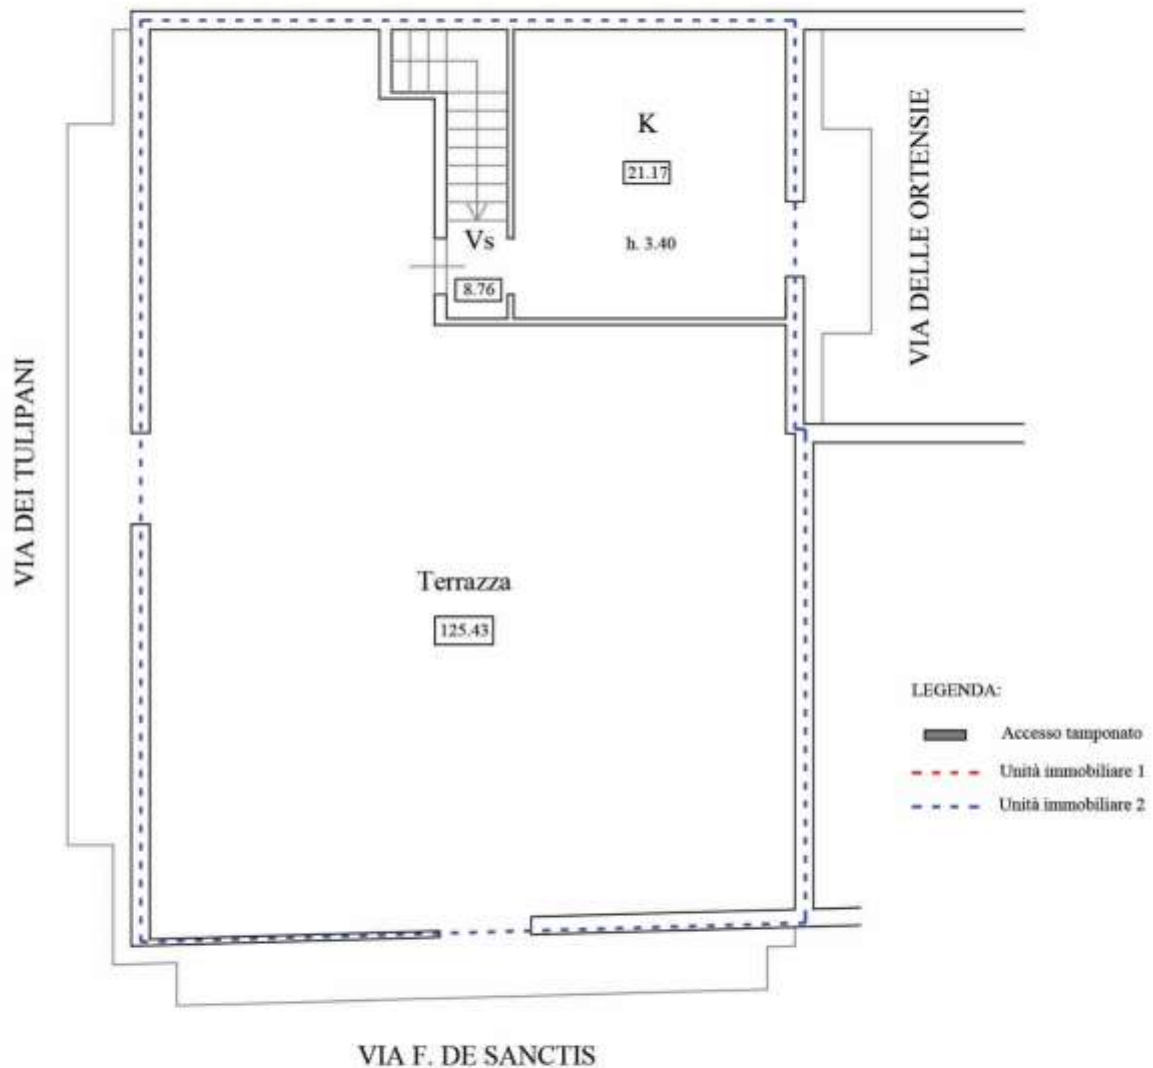 K
21.17
h. 3.40
Vs
8.76
VIA DELLE ORTENSIE
VIA DEI TULIPANI
Terrazza
125.43
LEGENDA:
Accesso tamponato
Unità immobiliare 1
Unità immobiliare 2
VIA F. DE SANCTIS